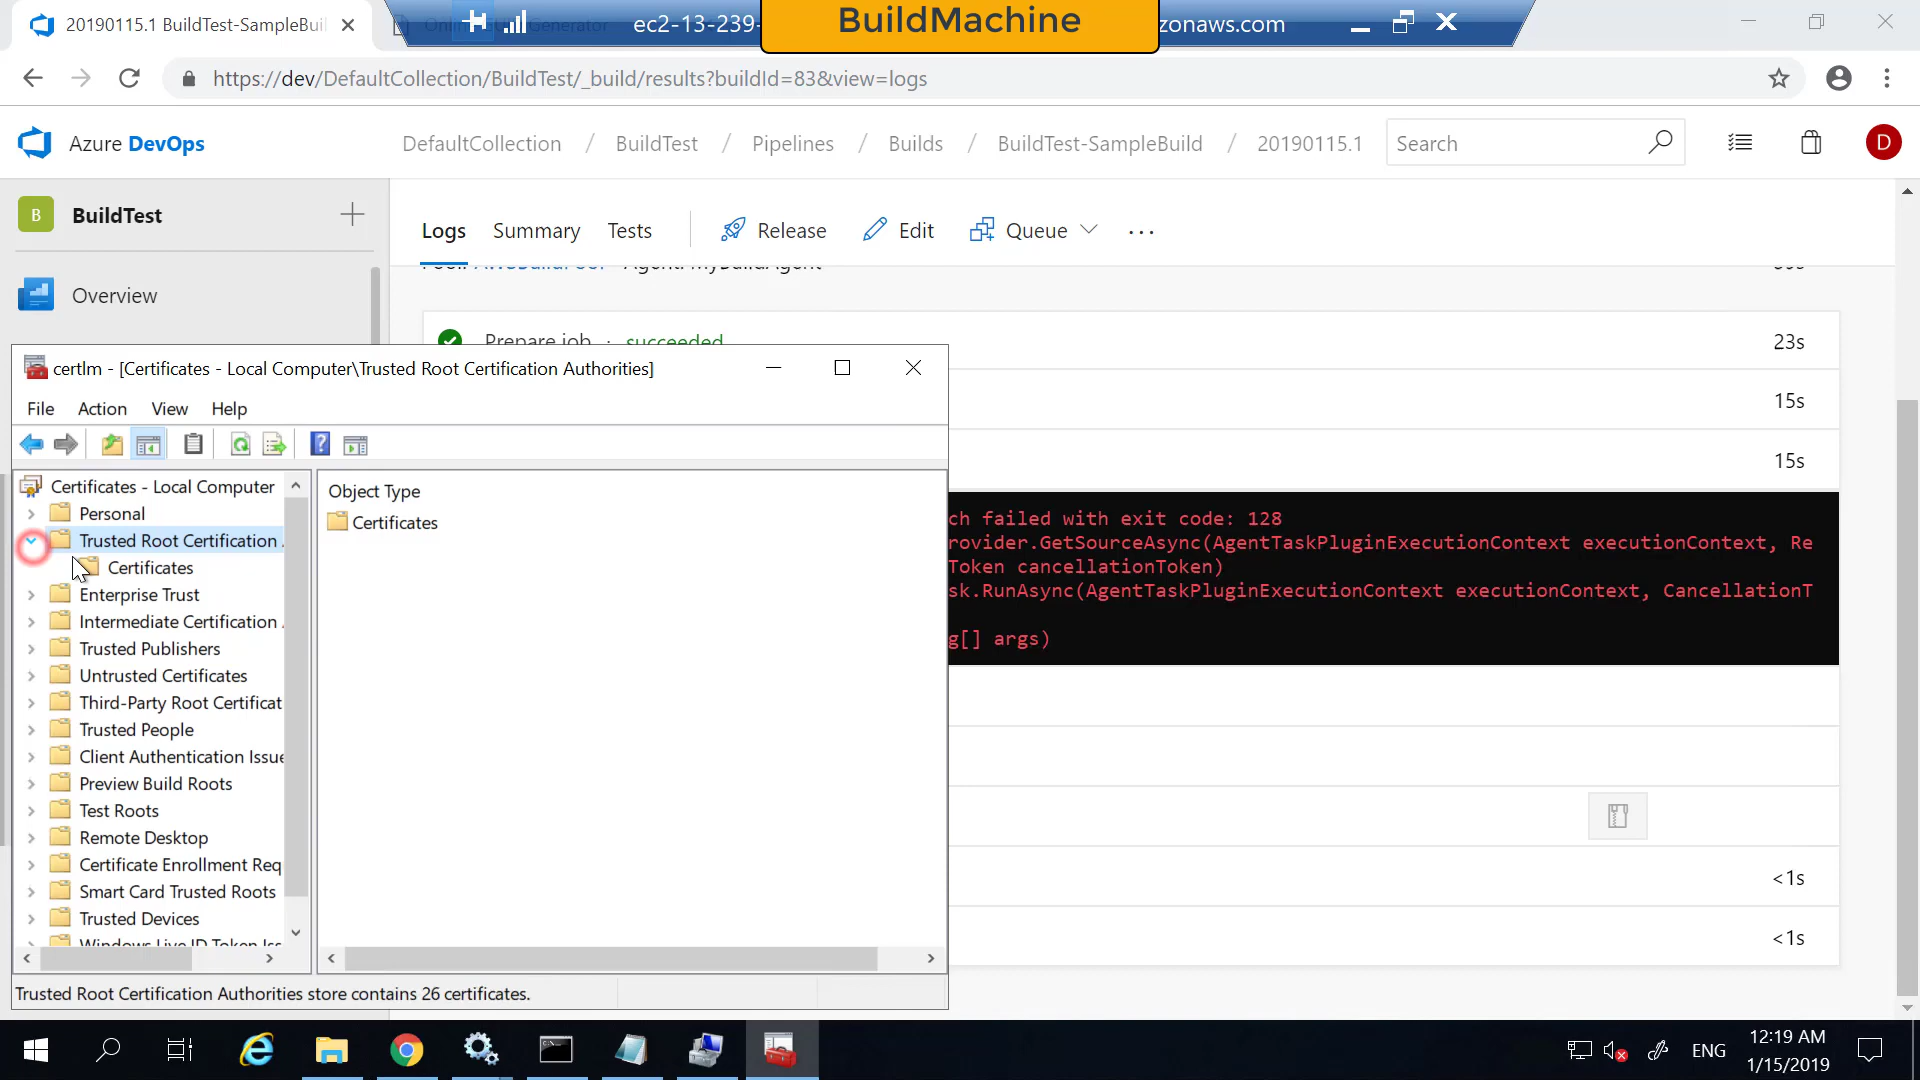 20190115.1 BuildTest-SampleBuil
Generator
ec2-13-239-
BuildMachine
zonaws.com
https://dev/DefaultCollection/BuildTest/_build/results?buildId=83&view=logs
Azure DevOps
DefaultCollection / BuildTest / Pipelines / Builds / BuildTest-SampleBuild / 20190115.1
Search
D
B
BuildTest
Logs
Summary
Tests
Release
Edit
Queue
Overview
Prepare job · succeeded
23s
15s
15s
certlm - [Certificates - Local Computer\Trusted Root Certification Authorities]
File
Action
View
Help
Certificates - Local Computer
Personal
Trusted Root Certification
Certificates
Enterprise Trust
Intermediate Certification
Trusted Publishers
Untrusted Certificates
Third-Party Root Certificat
Trusted People
Client Authentication Issue
Preview Build Roots
Test Roots
Remote Desktop
Certificate Enrollment Req
Smart Card Trusted Roots
Trusted Devices
Windows Live ID Token Iss
Object Type
Certificates
Trusted Root Certification Authorities store contains 26 certificates.
ch failed with exit code: 128
rovider.GetSourceAsync(AgentTaskPluginExecutionContext executionContext, Re
Token cancellationToken)
sk.RunAsync(AgentTaskPluginExecutionContext executionContext, CancellationT
g[] args)
<1s
<1s
ENG
12:19 AM
1/15/2019